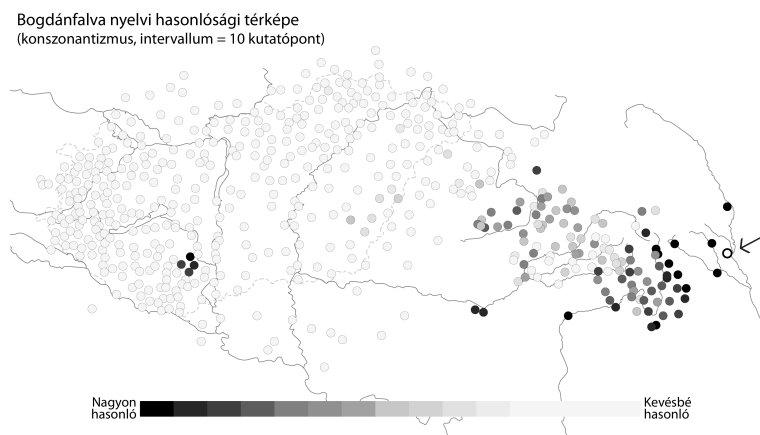 Bogdánfalva nyelvi hasonlósági térképe
(konszonantizmus, intervallum = 10 kutatópont)
Nagyon
hasonló
Kevésbé
hasonló